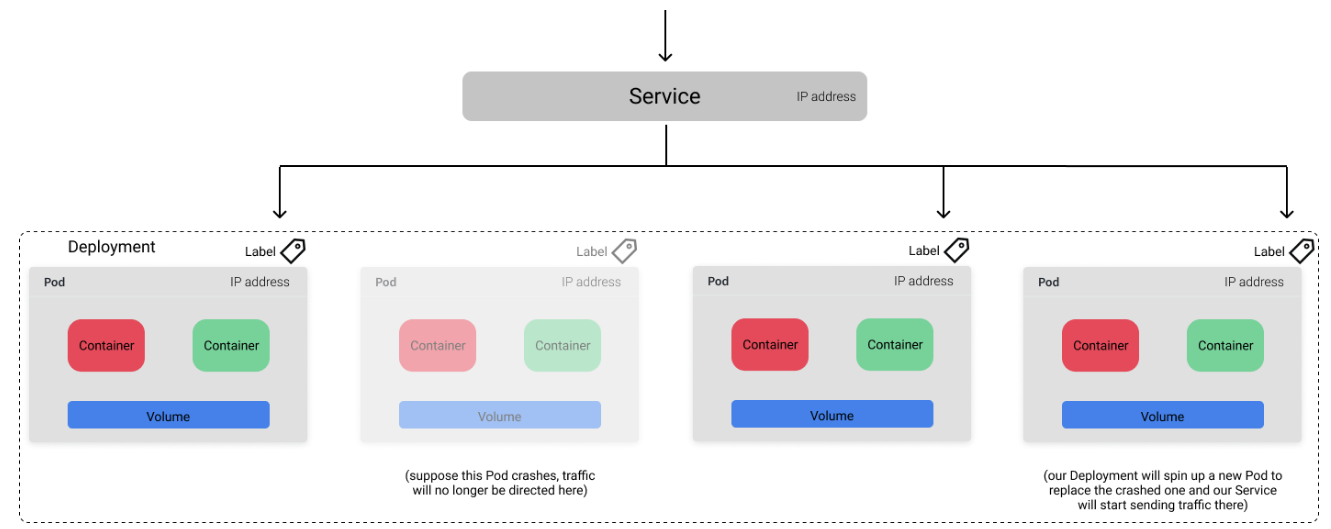 Service
IP address
Deployment
Label
Label
Label
Label
Pod
IP address
Pod
IP address
Pod
IP address
Pod
IP address
Container
Container
Container
Container
Container
Container
Container
Container
Volume
Volume
Volume
Volume
(suppose this Pod crashes, traffic
will no longer be directed here)
(our Deployment will spin up a new Pod to
replace the crashed one and our Service
will start sending traffic there)